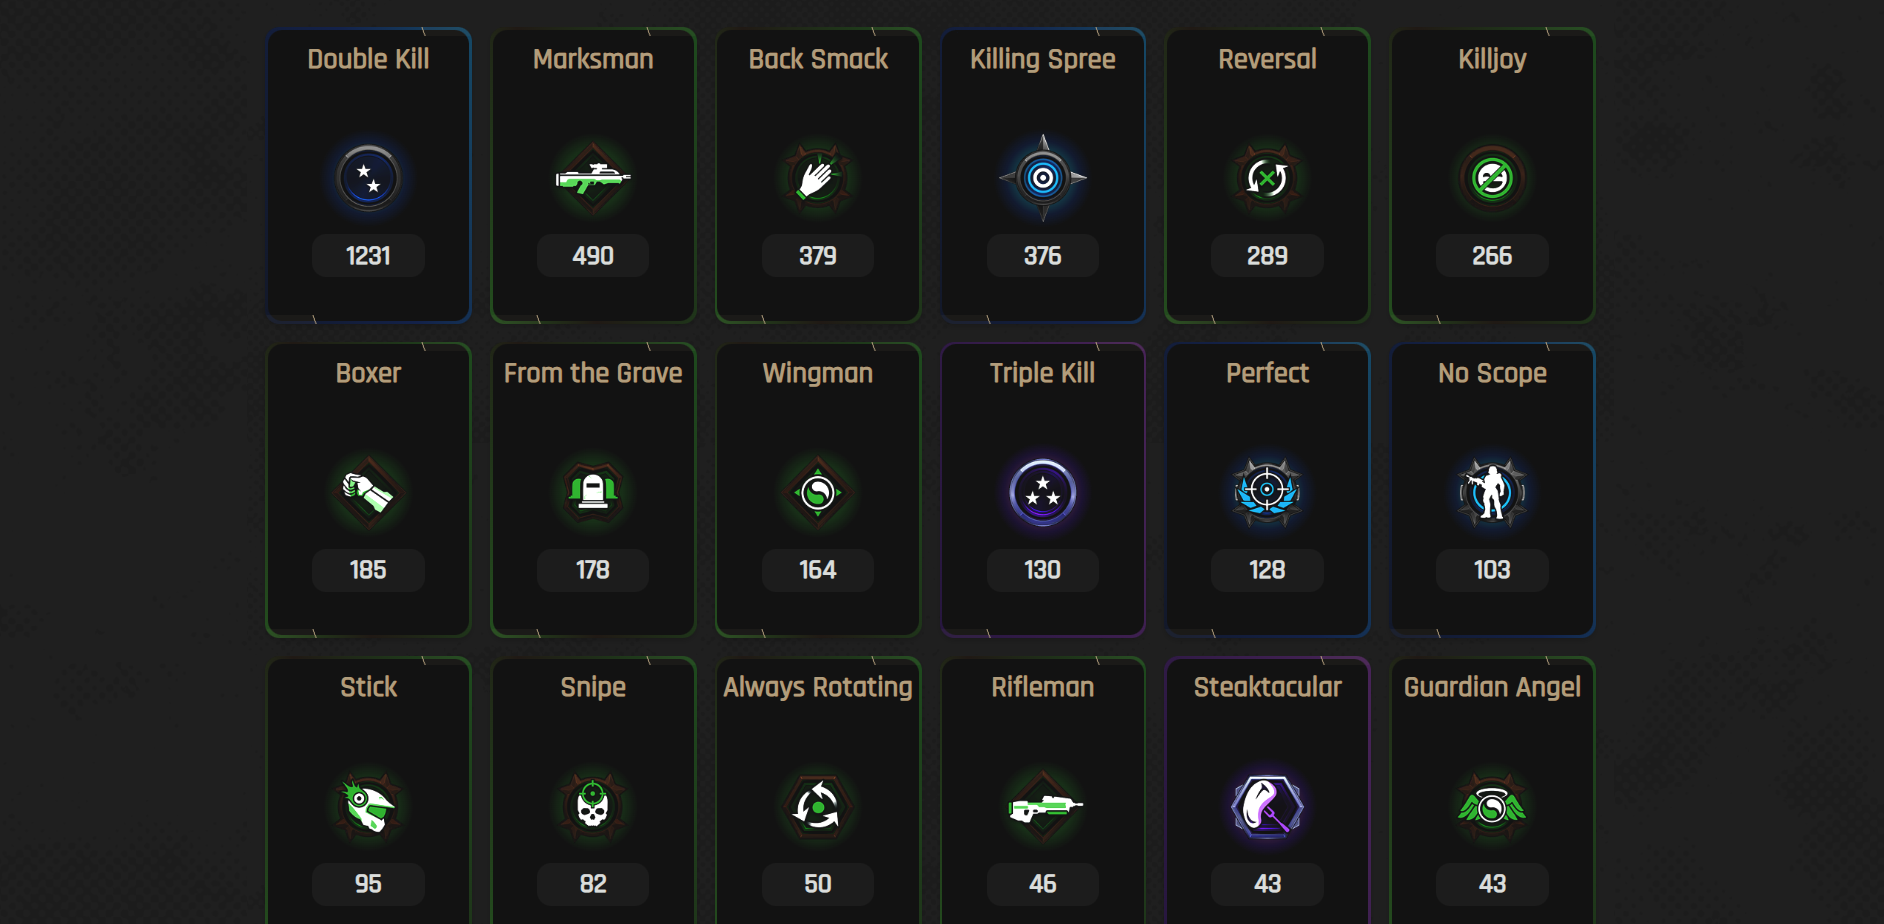 Double Kill
Marksman
Back Smack
Killing Spree
Reversal
Killjoy
1231
490
379
376
289
266
Boxer
From the Grave
Wingman
Triple Kill
Perfect
No Scope
185
178
164
130
128
103
Stick
Snipe
Always Rotating
Rifleman
Steaktacular
Guardian Angel
95
82
50
46
43
43